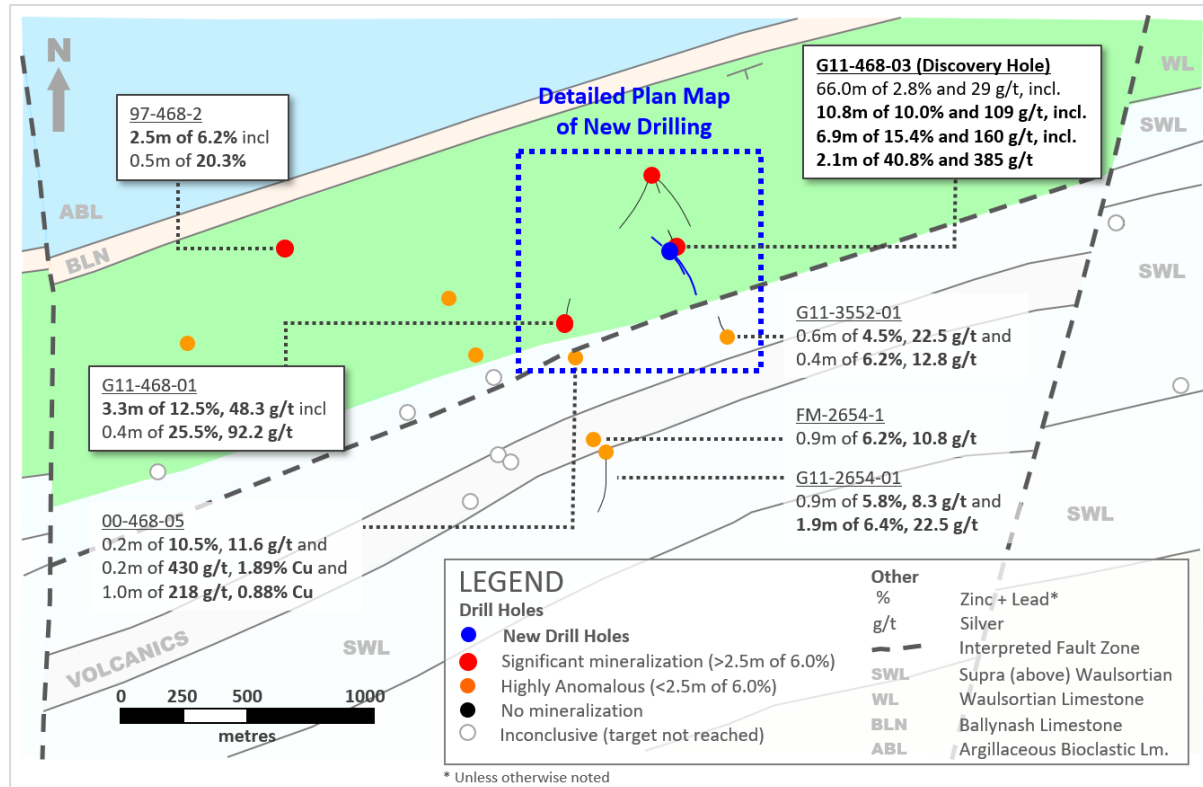 N
97-468-2
2.5m of 6.2% incl
0.5m of 20.3%
Detailed Plan Map
of New Drilling
G11-468-03 (Discovery Hole)
66.0m of 2.8% and 29 g/t, incl.
10.8m of 10.0% and 109 g/t, incl.
6.9m of 15.4% and 160 g/t, incl.
2.1m of 40.8% and 385 g/t
WL
SWL
ABL
BLN
SWL
G11-3552-01
0.6m of 4.5%, 22.5 g/t and
0.4m of 6.2%, 12.8 g/t
G11-468-01
3.3m of 12.5%, 48.3 g/t incl
0.4m of 25.5%, 92.2 g/t
FM-2654-1
0.9m of 6.2%, 10.8 g/t
G11-2654-01
0.9m of 5.8%, 8.3 g/t and
1.9m of 6.4%, 22.5 g/t
SWL
00-468-05
0.2m of 10.5%, 11.6 g/t and
0.2m of 430 g/t, 1.89% Cu and
1.0m of 218 g/t, 0.88% Cu
VOLCANICS
SWL
0 250 500 1000
metres
LEGEND
Drill Holes
New Drill Holes
Significant mineralization (>2.5m of 6.0%)
Highly Anomalous (<2.5m of 6.0%)
No mineralization
Inconclusive (target not reached)
Other
% Zinc + Lead*
g/t Silver
Interpreted Fault Zone
SWL Supra (above) Waulsortian
WL Waulsortian Limestone
BLN Ballynash Limestone
ABL Argillaceous Bioclastic Lm.
* Unless otherwise noted